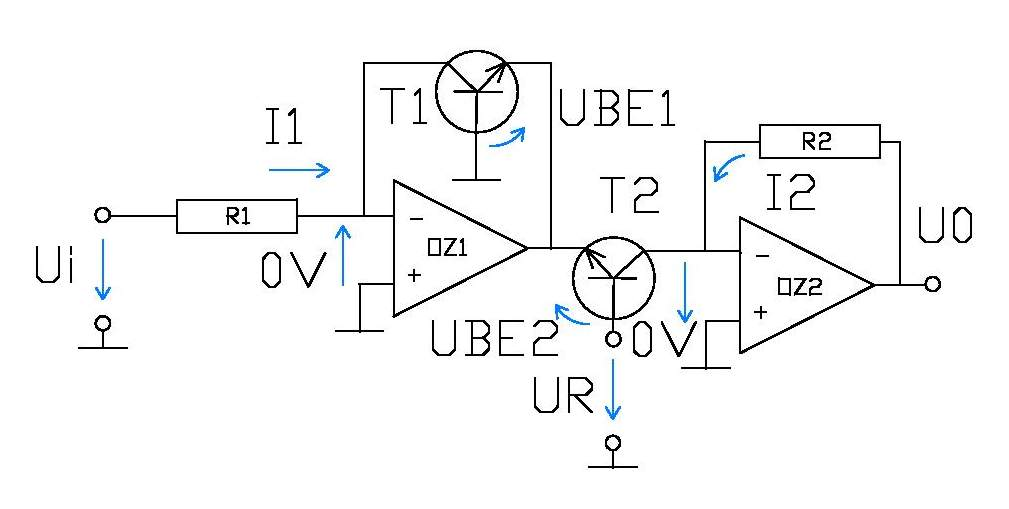 T1
UBE1
I1
R2
T2
I2
R1
U0
Ui
0V
-
+
OZ1
-
+
OZ2
UBE2
0V
UR